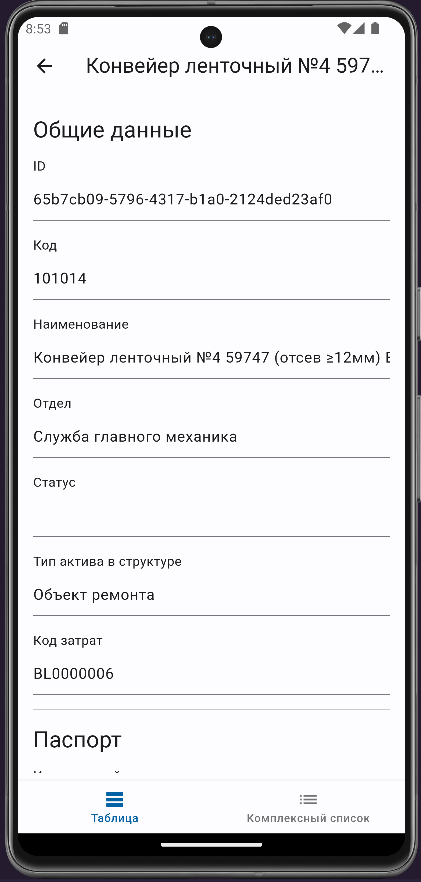 8:53
Конвейер ленточный №4 597...
Общие данные
ID
65b7cb09-5796-4317-b1a0-2124ded23af0
Код
101014
Наименование
Конвейер ленточный №4 59747 (отсев ≥12мм)
Отдел
Служба главного механика
Статус
Тип актива в структуре
Объект ремонта
Код затрат
BL0000006
Паспорт
Таблица
Комплексный список